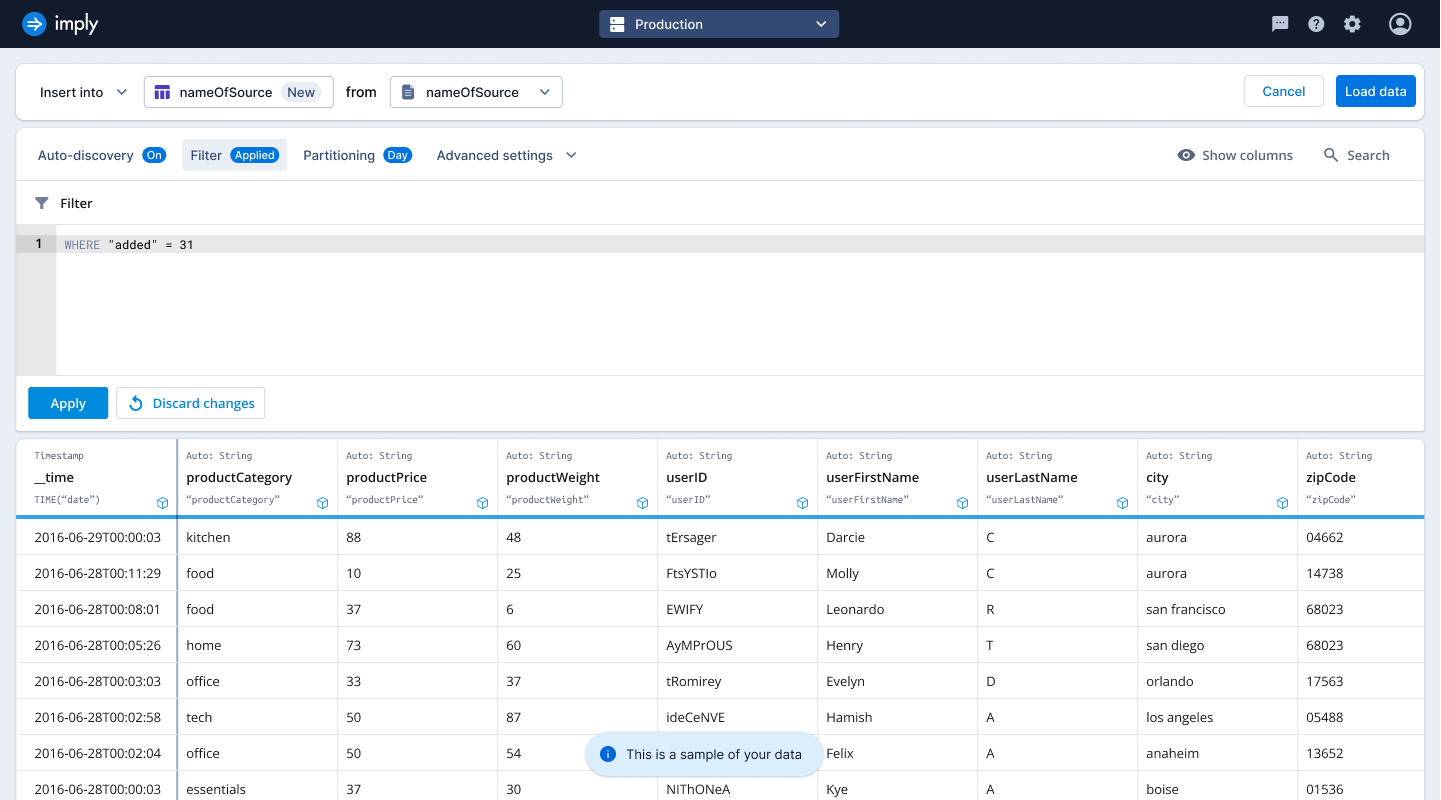 imply
Production
Insert into nameOfSource New from nameOfSource Cancel Load data
Auto-discovery On Filter Applied Partitioning Day Advanced settings Show columns Search
Filter
1 WHERE "added" = 31
Apply Discard changes
Timestamp Auto: String Auto: String Auto: String Auto: String Auto: String Auto: String Auto: String Auto: String
__time productCategory productPrice productWeight userID userFirstName userLastName city zipCode
TIME(“date”) “productCategory” “productPrice” “productWeight” “userID” “userFirstName” “userLastName” “city” “zipCode”
2016-06-29T00:00:03 kitchen 88 48 tErsager Darcie C aurora 04662
2016-06-28T00:11:29 food 10 25 FtsYSTIo Molly C aurora 14738
2016-06-28T00:08:01 food 37 6 EWIFY Leonardo R san francisco 68023
2016-06-28T00:05:26 home 73 60 AyMPrOUS Henry T san diego 68023
2016-06-28T00:03:03 office 33 37 tRomirey Evelyn D orlando 17563
2016-06-28T00:02:58 tech 50 87 ideCeNVE Hamish A los angeles 05488
2016-06-28T00:02:04 office 50 54 Felix A anaheim 13652
This is a sample of your data
2016-06-28T00:00:03 essentials 37 30 NIThONeA Kye A boise 01536